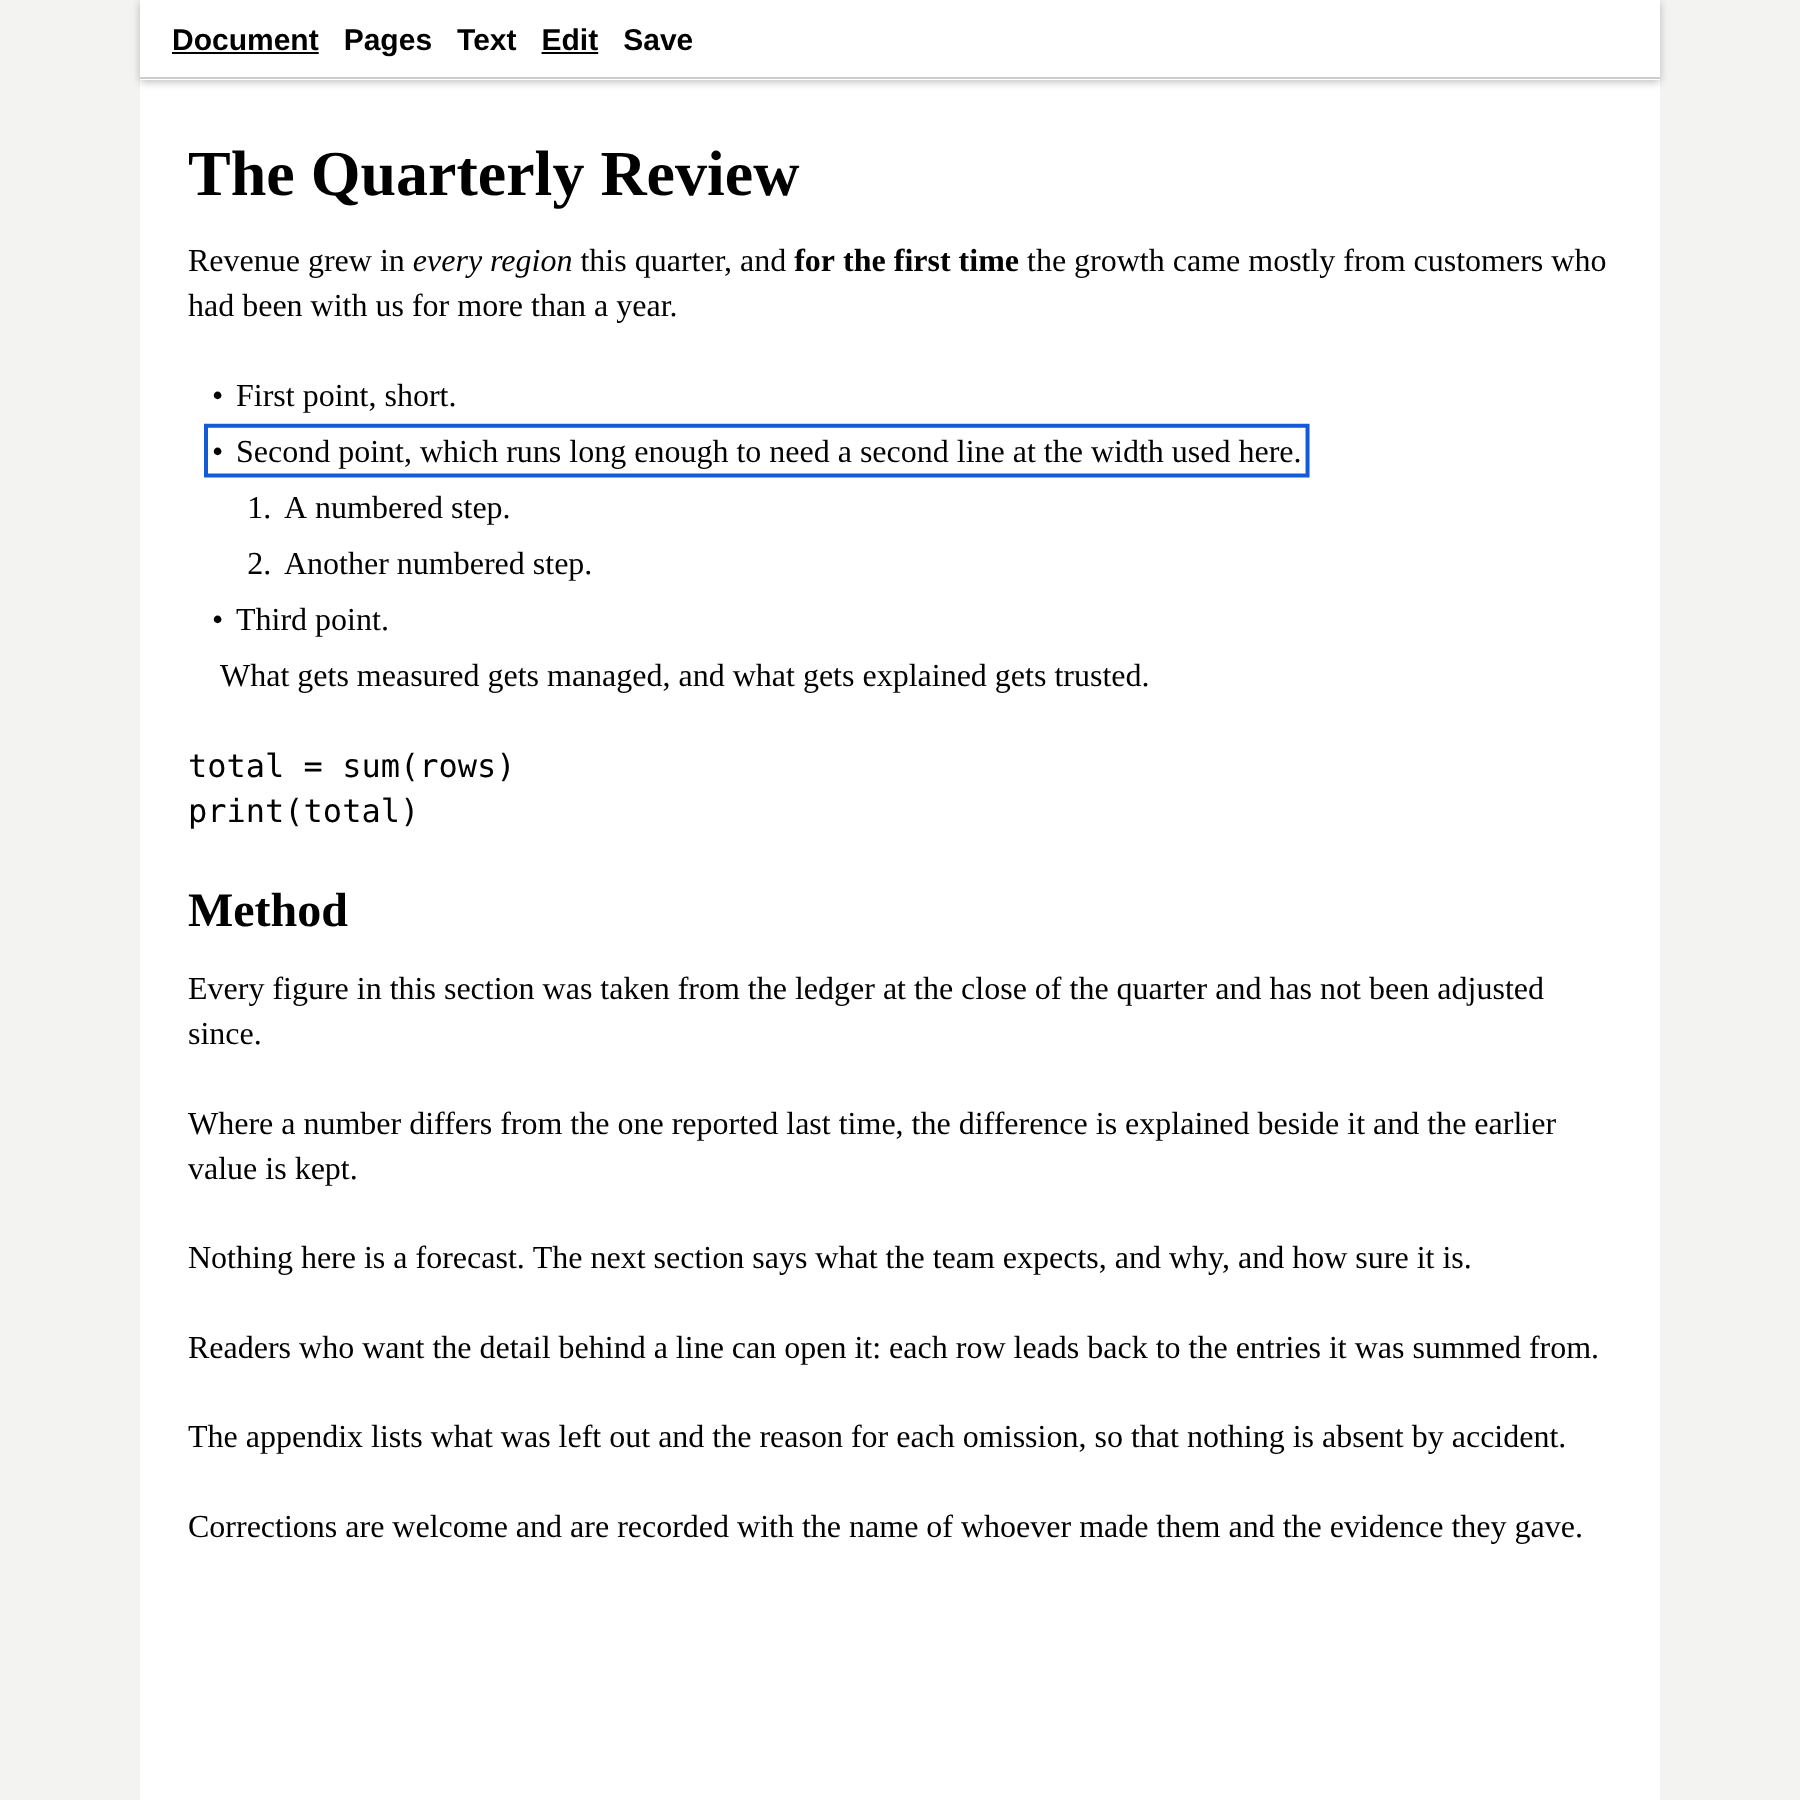 Document Pages Text Edit Save
The Quarterly Review
Revenue grew in every region this quarter, and for the first time the growth came mostly from customers who
had been with us for more than a year.
• First point, short.
• Second point, which runs long enough to need a second line at the width used here.
1. A numbered step.
2. Another numbered step.
• Third point.
What gets measured gets managed, and what gets explained gets trusted.
total = sum(rows)
print(total)
Method
Every figure in this section was taken from the ledger at the close of the quarter and has not been adjusted
since.
Where a number differs from the one reported last time, the difference is explained beside it and the earlier
value is kept.
Nothing here is a forecast. The next section says what the team expects, and why, and how sure it is.
Readers who want the detail behind a line can open it: each row leads back to the entries it was summed from.
The appendix lists what was left out and the reason for each omission, so that nothing is absent by accident.
Corrections are welcome and are recorded with the name of whoever made them and the evidence they gave.